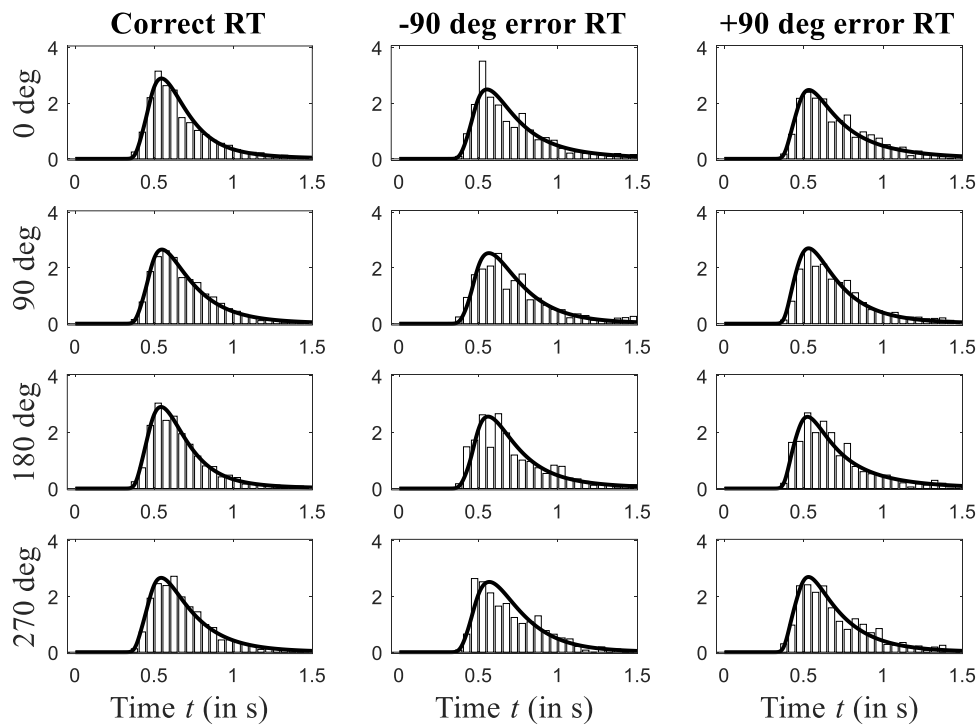 Correct RT -90 deg error RT +90 deg error RT
0 deg
4 4 4
2 2 2
0 0 0
0 0.5 1 1.5 0 0.5 1 1.5 0 0.5 1 1.5
90 deg
4 4 4
2 2 2
0 0 0
0 0.5 1 1.5 0 0.5 1 1.5 0 0.5 1 1.5
180 deg
4 4 4
2 2 2
0 0 0
0 0.5 1 1.5 0 0.5 1 1.5 0 0.5 1 1.5
270 deg
4 4 4
2 2 2
0 0 0
0 0.5 1 1.5 0 0.5 1 1.5 0 0.5 1 1.5
Time t (in s) Time t (in s) Time t (in s)